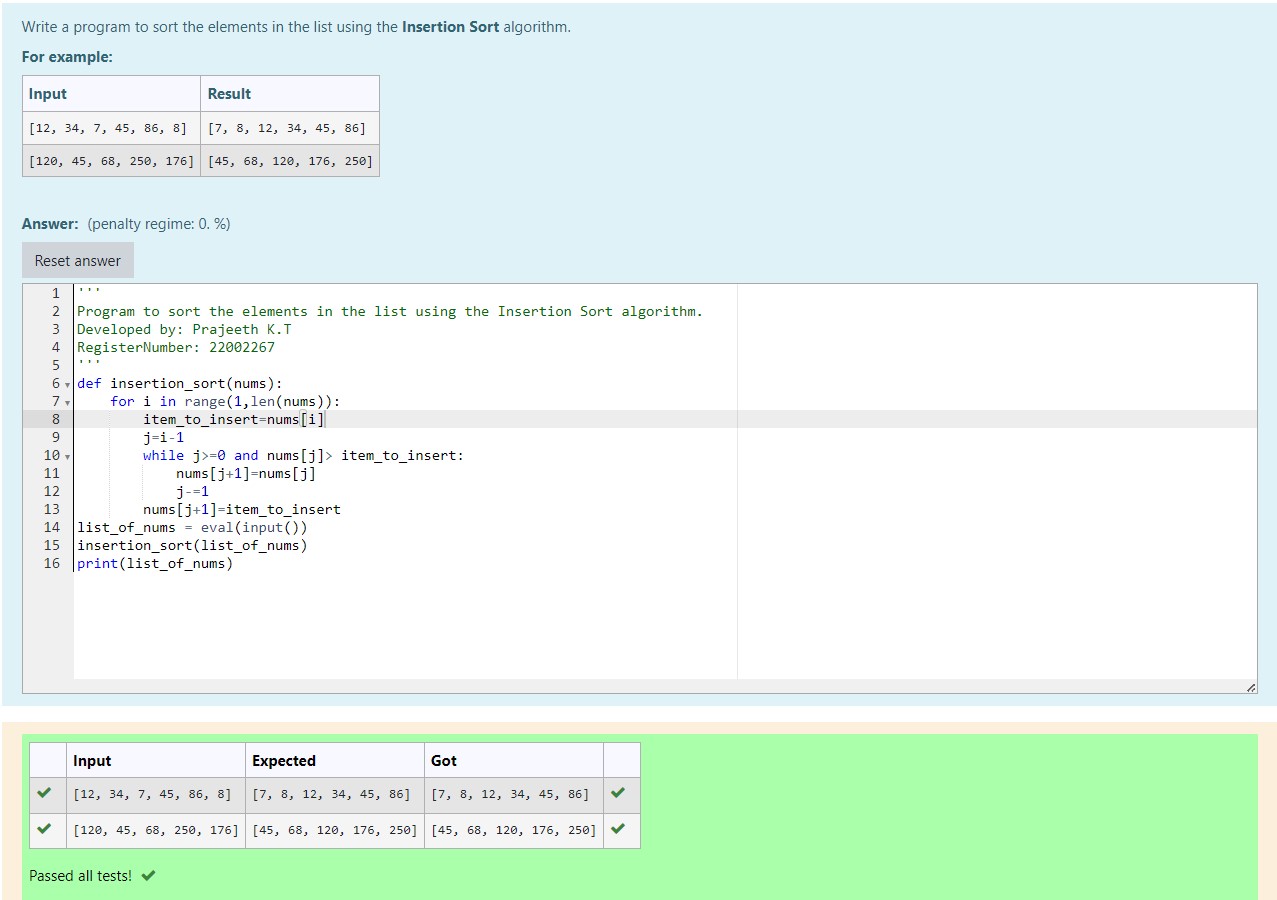 Write a program to sort the elements in the list using the Insertion Sort algorithm.
For example:
Input Result
[12, 34, 7, 45, 86, 8] [7, 8, 12, 34, 45, 86]
[120, 45, 68, 250, 176] [45, 68, 120, 176, 250]
Answer: (penalty regime: 0. %)
Reset answer
1 '''
2 Program to sort the elements in the list using the Insertion Sort algorithm.
3 Developed by: Prajeeth K.T
4 RegisterNumber: 22002267
5 '''
6 def insertion_sort(nums):
7     for i in range(1,len(nums)):
8         item_to_insert=nums[i]
9         j=i-1
10         while j>=0 and nums[j]> item_to_insert:
11             nums[j+1]=nums[j]
12             j-=1
13         nums[j+1]=item_to_insert
14 list_of_nums = eval(input())
15 insertion_sort(list_of_nums)
16 print(list_of_nums)
Input Expected Got
[12, 34, 7, 45, 86, 8] [7, 8, 12, 34, 45, 86] [7, 8, 12, 34, 45, 86]
[120, 45, 68, 250, 176] [45, 68, 120, 176, 250] [45, 68, 120, 176, 250]
Passed all tests!